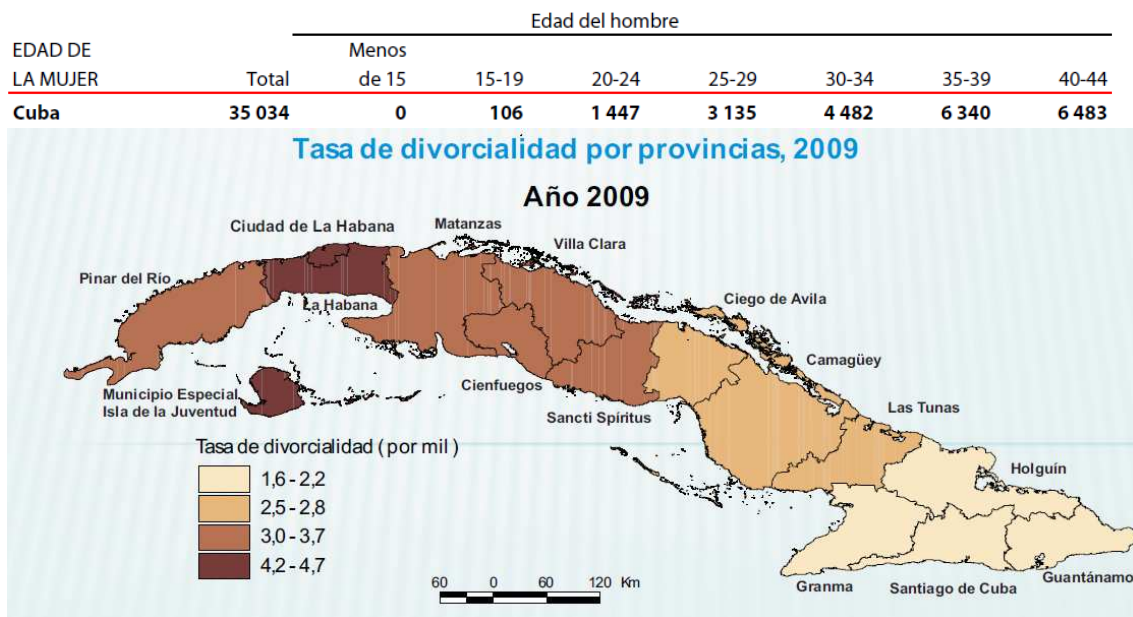 Edad del hombre
EDAD DE Menos
LA MUJER Total de 15 15-19 20-24 25-29 30-34 35-39 40-44
Cuba 35 034 0 106 1 447 3 135 4 482 6 340 6 483
Tasa de divorcialidad por provincias, 2009
Año 2009
Ciudad de La Habana
Matanzas
Villa Clara
Pinar del Río
La Habana
Ciego de Avila
Camagüey
Municipio Especial
Isla de la Juventud
Cienfuegos
Sancti Spíritus
Las Tunas
Tasa de divorcialidad ( por mil )
Holguín
1,6 - 2,2
2,5 - 2,8
3,0 - 3,7
4,2 - 4,7
60 0 60 120 Km
Granma
Santiago de Cuba
Guantánamo